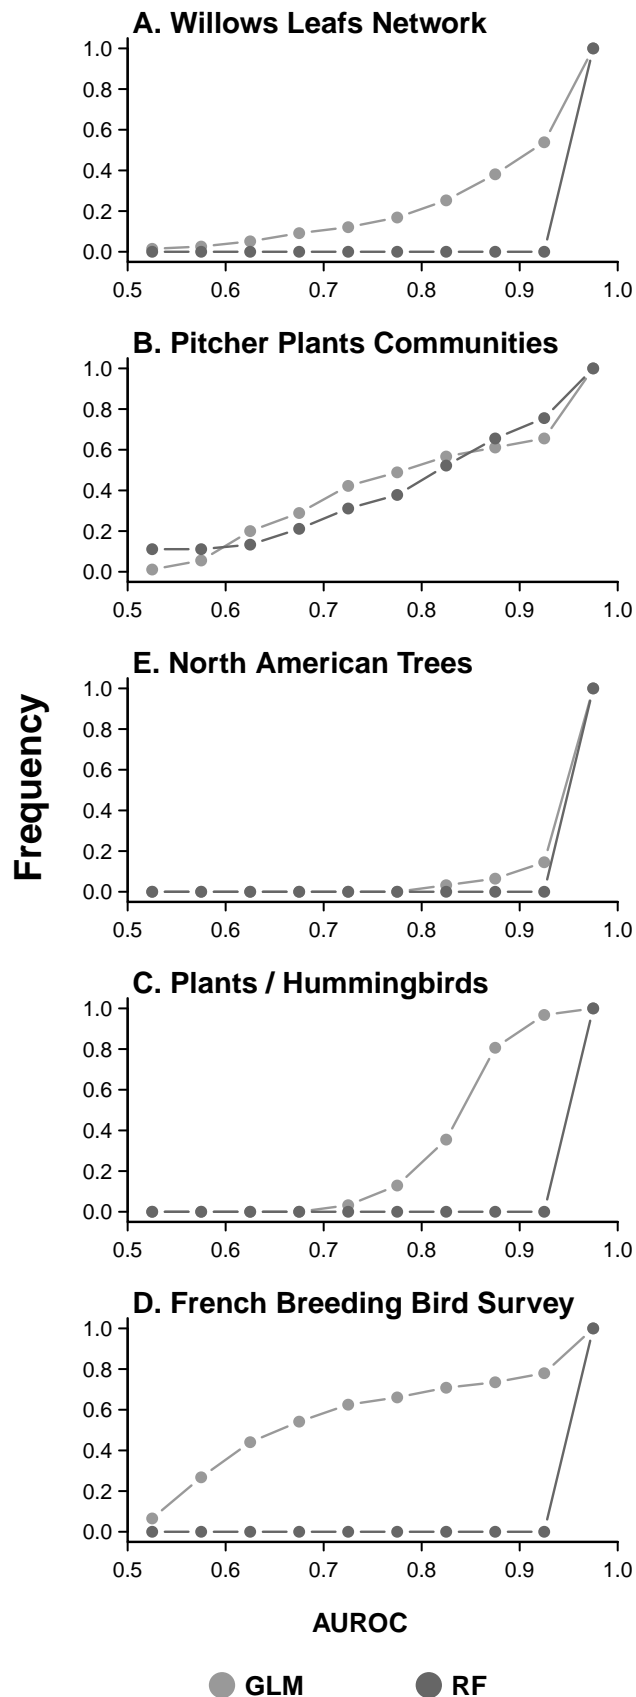 A. Willows Leafs Network
1.0
0.8
0.6
0.4
0.2
0.0
0.5 0.6 0.7 0.8 0.9 1.0
B. Pitcher Plants Communities
1.0
0.8
0.6
0.4
0.2
0.0
0.5 0.6 0.7 0.8 0.9 1.0
E. North American Trees
1.0
0.8
0.6
0.4
0.2
0.0
0.5 0.6 0.7 0.8 0.9 1.0
Frequency
C. Plants / Hummingbirds
1.0
0.8
0.6
0.4
0.2
0.0
0.5 0.6 0.7 0.8 0.9 1.0
D. French Breeding Bird Survey
1.0
0.8
0.6
0.4
0.2
0.0
0.5 0.6 0.7 0.8 0.9 1.0
AUROC
GLM RF